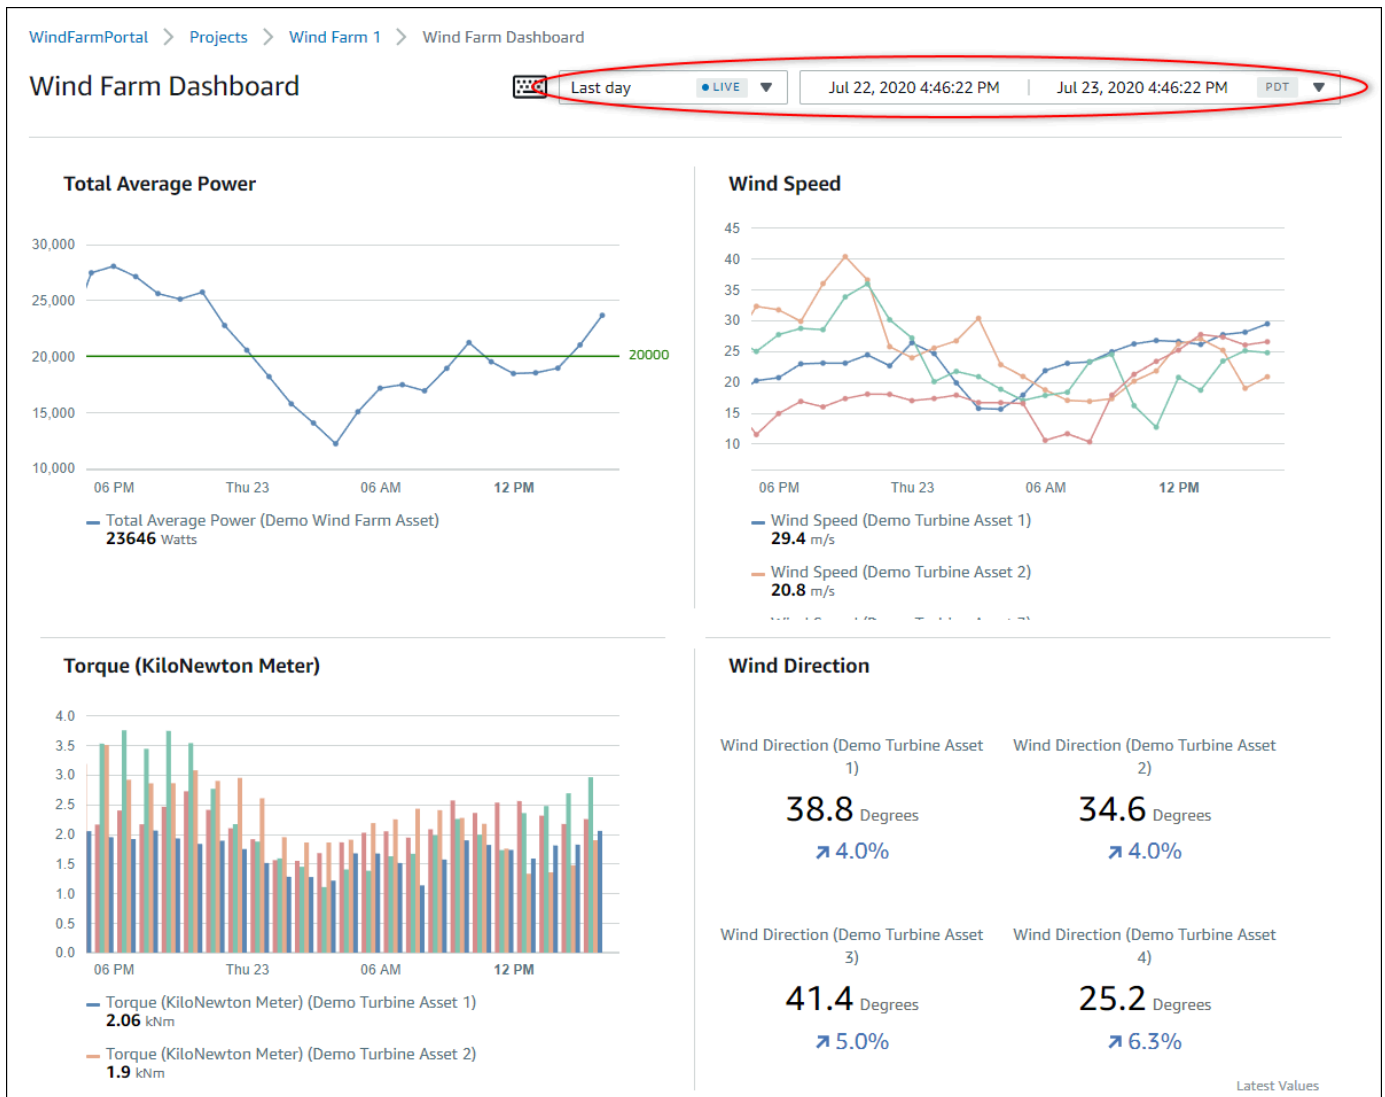 WindFarmPortal > Projects > Wind Farm 1 > Wind Farm Dashboard
Wind Farm Dashboard
Last day LIVE Jul 22, 2020 4:46:22 PM Jul 23, 2020 4:46:22 PM PDT
Total Average Power
30,000
25,000
20,000
15,000
10,000
20000
06 PM Thu 23 06 AM 12 PM
Total Average Power (Demo Wind Farm Asset)
23646 Watts
Wind Speed
45
40
35
30
25
20
15
10
06 PM Thu 23 06 AM 12 PM
Wind Speed (Demo Turbine Asset 1)
29.4 m/s
Wind Speed (Demo Turbine Asset 2)
20.8 m/s
Torque (KiloNewton Meter)
4.0
3.5
3.0
2.5
2.0
1.5
1.0
0.5
0.0
06 PM Thu 23 06 AM 12 PM
Torque (KiloNewton Meter) (Demo Turbine Asset 1)
2.06 kNm
Torque (KiloNewton Meter) (Demo Turbine Asset 2)
1.9 kNm
Wind Direction
Wind Direction (Demo Turbine Asset
1)
38.8 Degrees
4.0%
Wind Direction (Demo Turbine Asset
2)
34.6 Degrees
4.0%
Wind Direction (Demo Turbine Asset
3)
41.4 Degrees
5.0%
Wind Direction (Demo Turbine Asset
4)
25.2 Degrees
6.3%
Latest Values